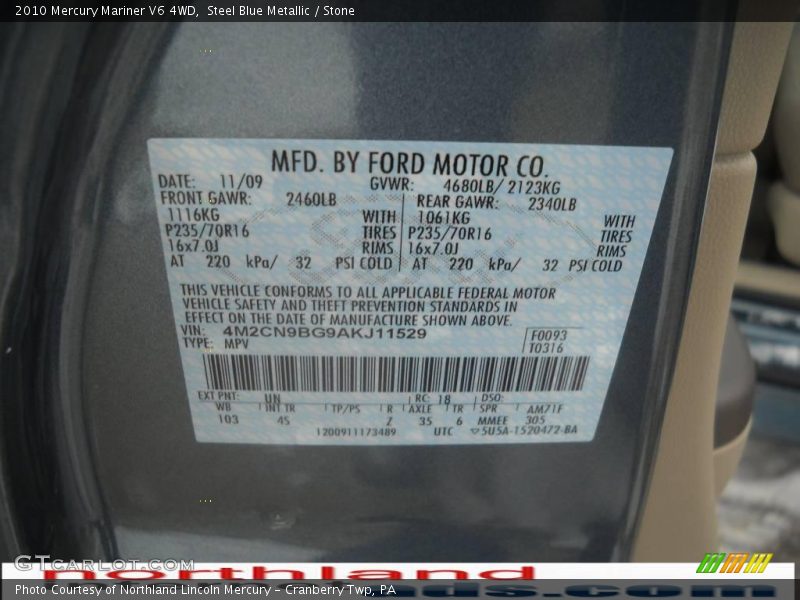 2010 Mercury Mariner V6 4WD,  Steel Blue Metallic / Stone
MFD. BY FORD MOTOR CO.
DATE: 11/09 GVWR: 4680LB/ 2123KG
FRONT GAWR: 2460LB REAR GAWR: 2340LB
1116KG WITH 1061KG WITH
P235/70R16 TIRES P235/70R16 TIRES
16x7.0J RIMS 16x7.0J RIMS
AT 220 kPa/ 32 PSI COLD AT 220 kPa/ 32 PSI COLD
THIS VEHICLE CONFORMS TO ALL APPLICABLE FEDERAL MOTOR
VEHICLE SAFETY AND THEFT PREVENTION STANDARDS IN
EFFECT ON THE DATE OF MANUFACTURE SHOWN ABOVE.
VIN: 4M2CN9BG9AKJ11529 F0093
TYPE: MPV T0316
EXT PNT: UN RC: 18 DSO:
WB INT TR TP/PS R AXLE TR SPR AM71F
103 45 Z 35 6 MMEE 305
1200911173489 UTC 5U5A-1520472-BA
GTCarLot.com
northland
Photo Courtesy of Northland Lincoln Mercury - Cranberry Twp, PA